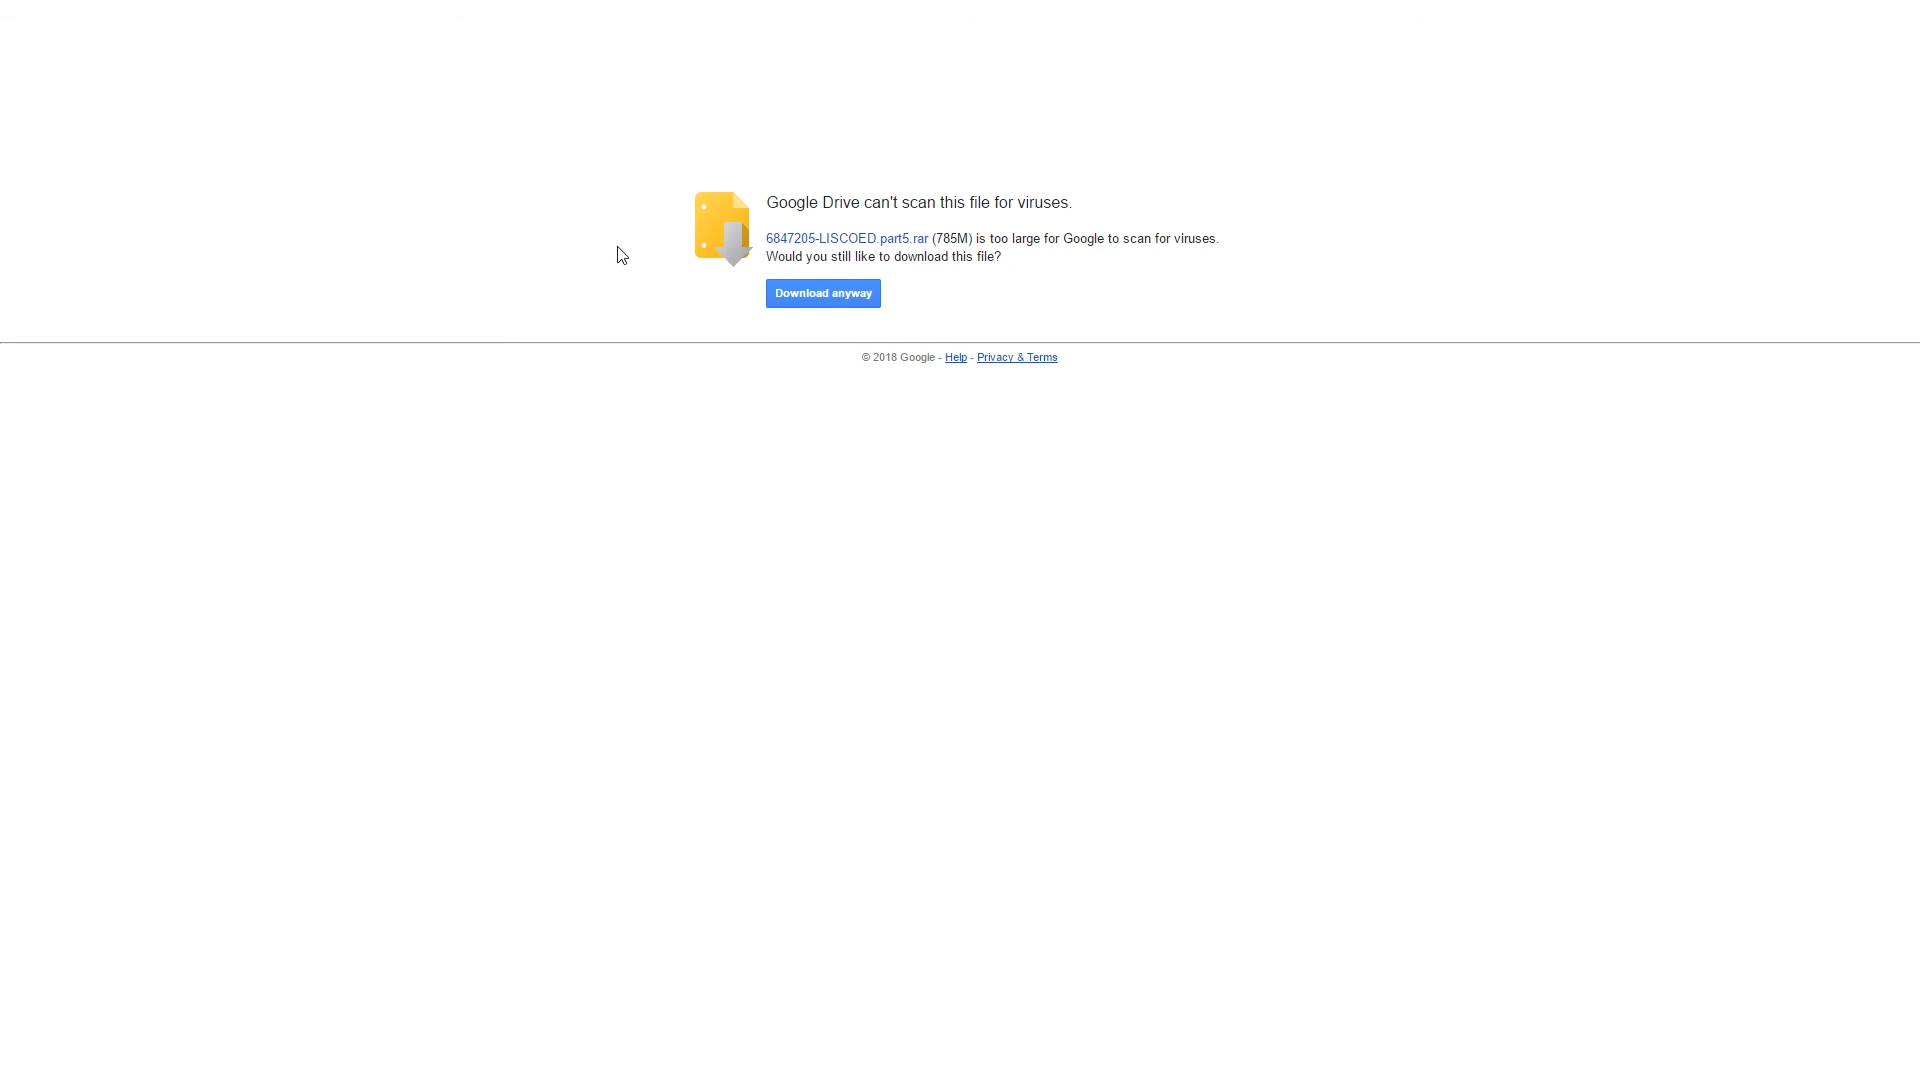 Google Drive can't scan this file for viruses.
6847205-LISCOED.part5.rar (785M) is too large for Google to scan for viruses.
Would you still like to download this file?
Download anyway
© 2018 Google - Help - Privacy & Terms